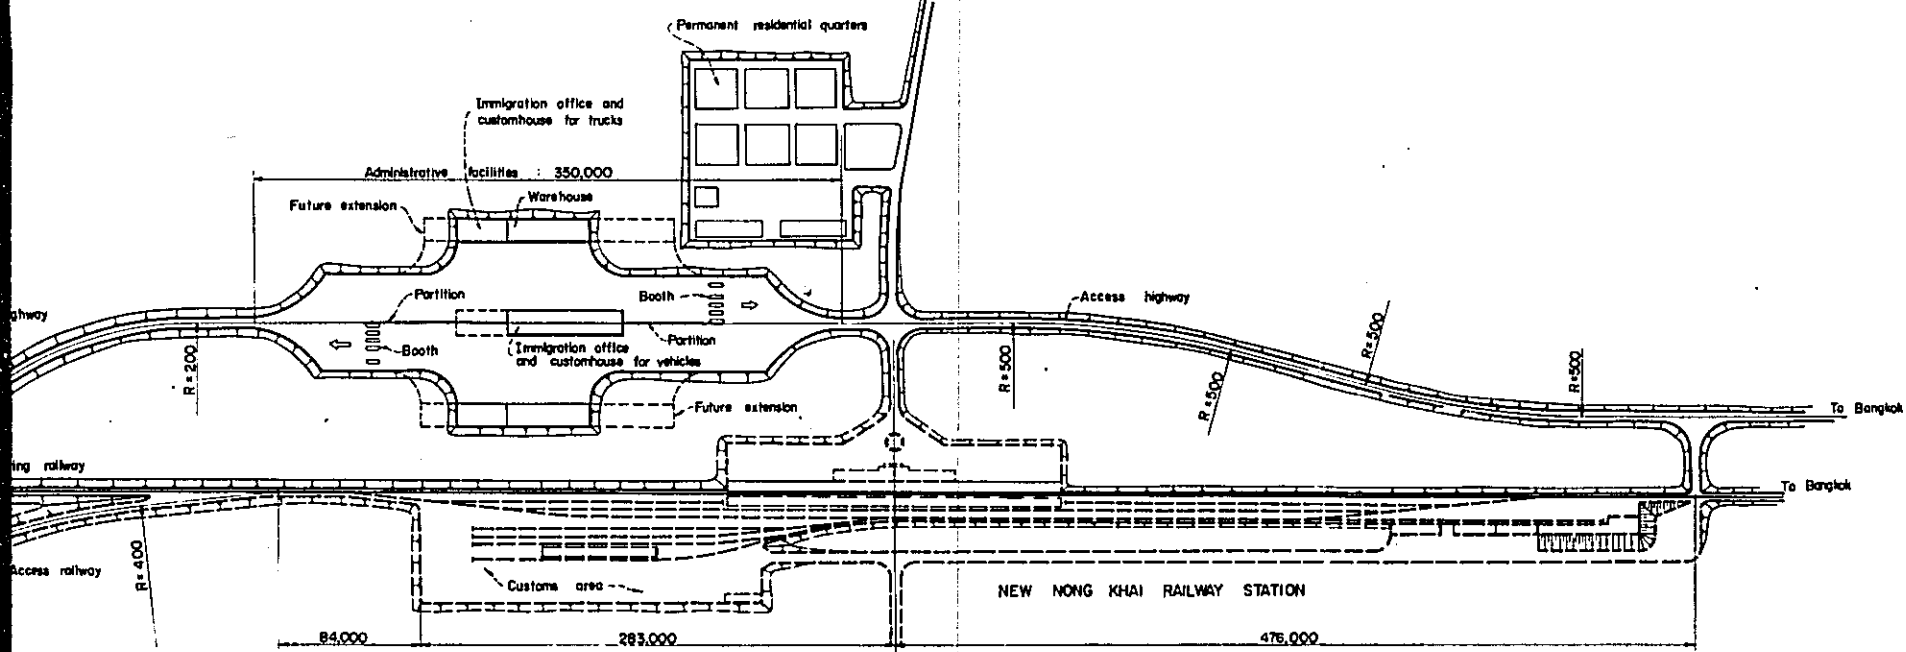 Permanent residential quarters
Immigration office and
customhouse for trucks
Administrative facilities : 350,000
Future extension
Warehouse
Partition
Booth
Access highway
ghway
R=200
Booth
Immigration office
and customhouse for vehicles
Partition
R=500
R=500
R=500
R=500
Future extension
To Bangkok
ing railway
To Bangkok
Access railway
R=400
Customs area
NEW NONG KHAI RAILWAY STATION
84,000
283,000
476,000